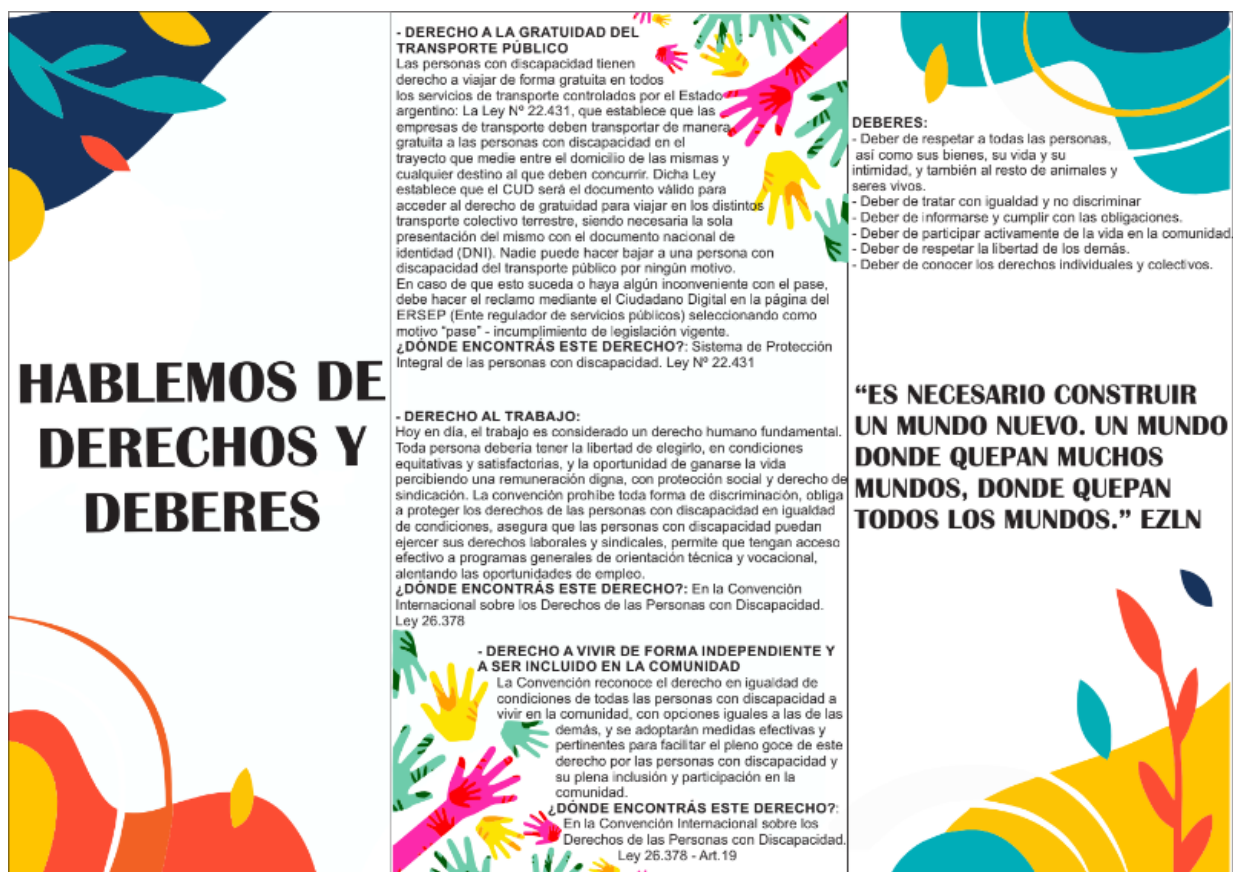 HABLEMOS DE
DERECHOS Y
DEBERES
- DERECHO A LA GRATUIDAD DEL
TRANSPORTE PÚBLICO
Las personas con discapacidad tienen
derecho a viajar de forma gratuita en todos
los servicios de transporte controlados por el Estado
argentino: La Ley Nº 22.431, que establece que las
empresas de transporte deben transportar de manera
gratuita a las personas con discapacidad en el
trayecto que medie entre el domicilio de las mismas y
cualquier destino al que deben concurrir. Dicha Ley
establece que el CUD será el documento válido para
acceder al derecho de gratuidad para viajar en los distintos
transporte colectivo terrestre, siendo necesaria la sola
presentación del mismo con el documento nacional de
identidad (DNI). Nadie puede hacer bajar a una persona con
discapacidad del transporte público por ningún motivo.
En caso de que esto suceda o haya algún inconveniente con el pase,
debe hacer el reclamo mediante el Ciudadano Digital en la página del
ERSEP (Ente regulador de servicios públicos) seleccionando como
motivo "pase" - incumplimiento de legislación vigente.
¿DÓNDE ENCONTRÁS ESTE DERECHO?: Sistema de Protección
Integral de las personas con discapacidad. Ley Nº 22.431
- DERECHO AL TRABAJO:
Hoy en día, el trabajo es considerado un derecho humano fundamental.
Toda persona debería tener la libertad de elegirlo, en condiciones
equitativas y satisfactorias, y la oportunidad de ganarse la vida
percibiendo una remuneración digna, con protección social y derecho de
sindicación. La convención prohíbe toda forma de discriminación, obliga
a proteger los derechos de las personas con discapacidad en igualdad
de condiciones, asegura que las personas con discapacidad puedan
ejercer sus derechos laborales y sindicales, permite que tengan acceso
efectivo a programas generales de orientación técnica y vocacional,
alentando las oportunidades de empleo.
¿DÓNDE ENCONTRÁS ESTE DERECHO?: En la Convención
Internacional sobre los Derechos de las Personas con Discapacidad.
Ley 26.378
- DERECHO A VIVIR DE FORMA INDEPENDIENTE Y
A SER INCLUIDO EN LA COMUNIDAD
La Convención reconoce el derecho en igualdad de
condiciones de todas las personas con discapacidad a
vivir en la comunidad, con opciones iguales a las de las
demás, y se adoptarán medidas efectivas y
pertinentes para facilitar el pleno goce de este
derecho por las personas con discapacidad y
su plena inclusión y participación en la
comunidad.
¿DÓNDE ENCONTRÁS ESTE DERECHO?:
En la Convención Internacional sobre los
Derechos de las Personas con Discapacidad.
Ley 26.378 - Art.19
DEBERES:
- Deber de respetar a todas las personas,
así como sus bienes, su vida y su
intimidad, y también al resto de animales y
seres vivos.
- Deber de tratar con igualdad y no discriminar
- Deber de informarse y cumplir con las obligaciones.
- Deber de participar activamente de la vida en la comunidad.
- Deber de respetar la libertad de los demás.
- Deber de conocer los derechos individuales y colectivos.
"ES NECESARIO CONSTRUIR
UN MUNDO NUEVO. UN MUNDO
DONDE QUEPAN MUCHOS
MUNDOS, DONDE QUEPAN
TODOS LOS MUNDOS." EZLN